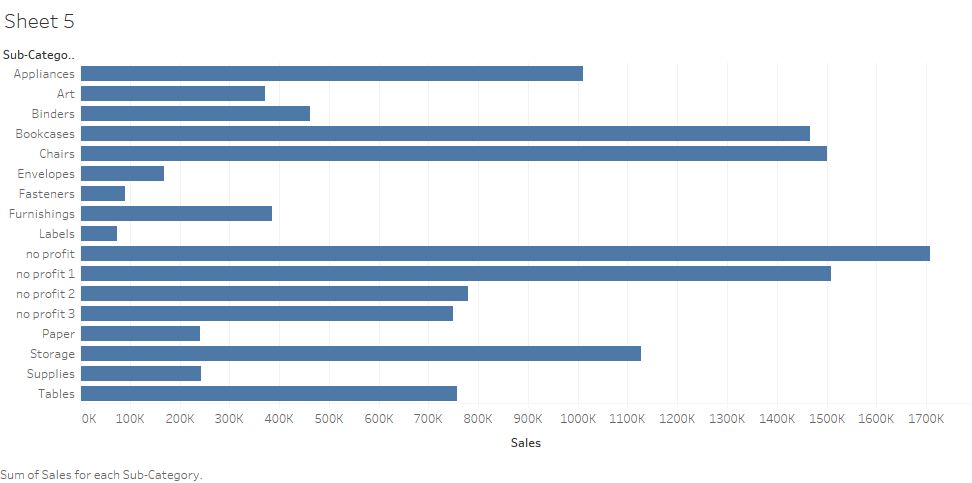 Sheet 5
Sub-Catego..
Appliances
Art
Binders
Bookcases
Chairs
Envelopes
Fasteners
Furnishings
Labels
no profit
no profit 1
no profit 2
no profit 3
Paper
Storage
Supplies
Tables
0K 100K 200K 300K 400K 500K 600K 700K 800K 900K 1000K 1100K 1200K 1300K 1400K 1500K 1600K 1700K
Sales
Sum of Sales for each Sub-Category.